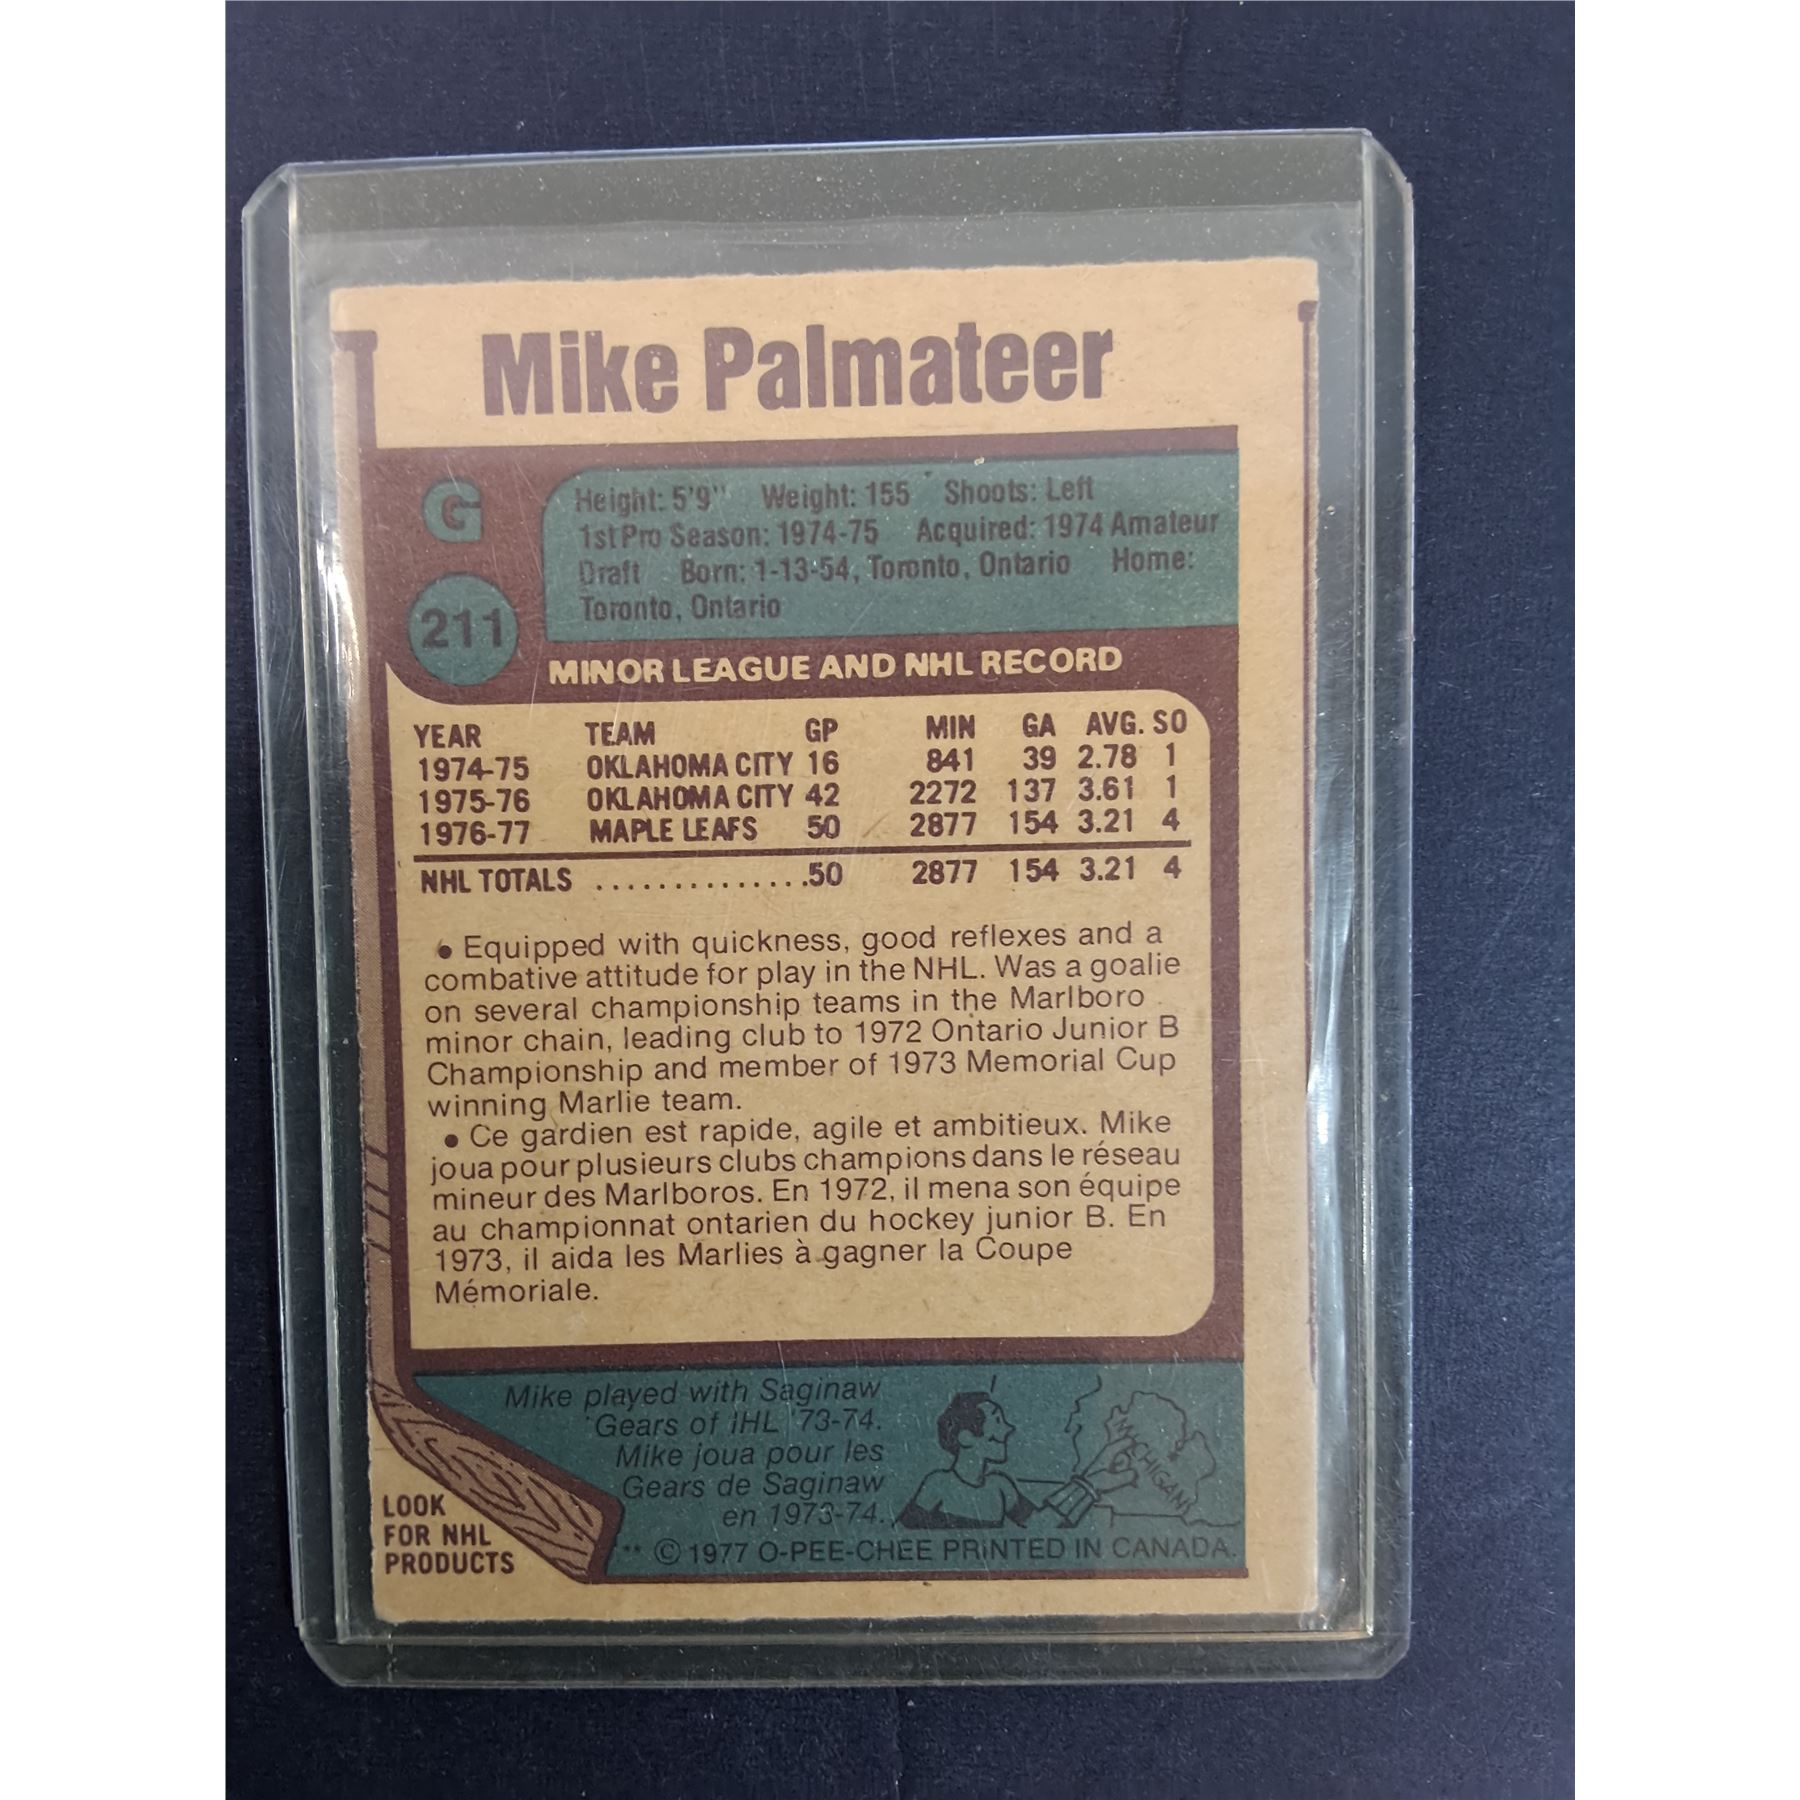 Mike Palmateer
G
211
Height: 5'9" Weight: 155 Shoots: Left
1st Pro Season: 1974-75 Acquired: 1974 Amateur
Draft Born: 1-13-54, Toronto, Ontario Home:
Toronto, Ontario
MINOR LEAGUE AND NHL RECORD
YEAR TEAM GP MIN GA AVG. SO
1974-75 OKLAHOMA CITY 16 841 39 2.78 1
1975-76 OKLAHOMA CITY 42 2272 137 3.61 1
1976-77 MAPLE LEAFS 50 2877 154 3.21 4
NHL TOTALS ...............50 2877 154 3.21 4
• Equipped with quickness, good reflexes and a
combative attitude for play in the NHL. Was a goalie
on several championship teams in the Marlboro
minor chain, leading club to 1972 Ontario Junior B
Championship and member of 1973 Memorial Cup
winning Marlie team.
• Ce gardien est rapide, agile et ambitieux. Mike
joua pour plusieurs clubs champions dans le réseau
mineur des Marlboros. En 1972, il mena son équipe
au championnat ontarien du hockey junior B. En
1973, il aida les Marlies à gagner la Coupe
Mémoriale.
Mike played with Saginaw
Gears of IHL '73-74.
Mike joua pour les
Gears de Saginaw
en 1973-74.
MICHIGAN
LOOK
FOR NHL
PRODUCTS
** © 1977 O-PEE-CHEE PRINTED IN CANADA.